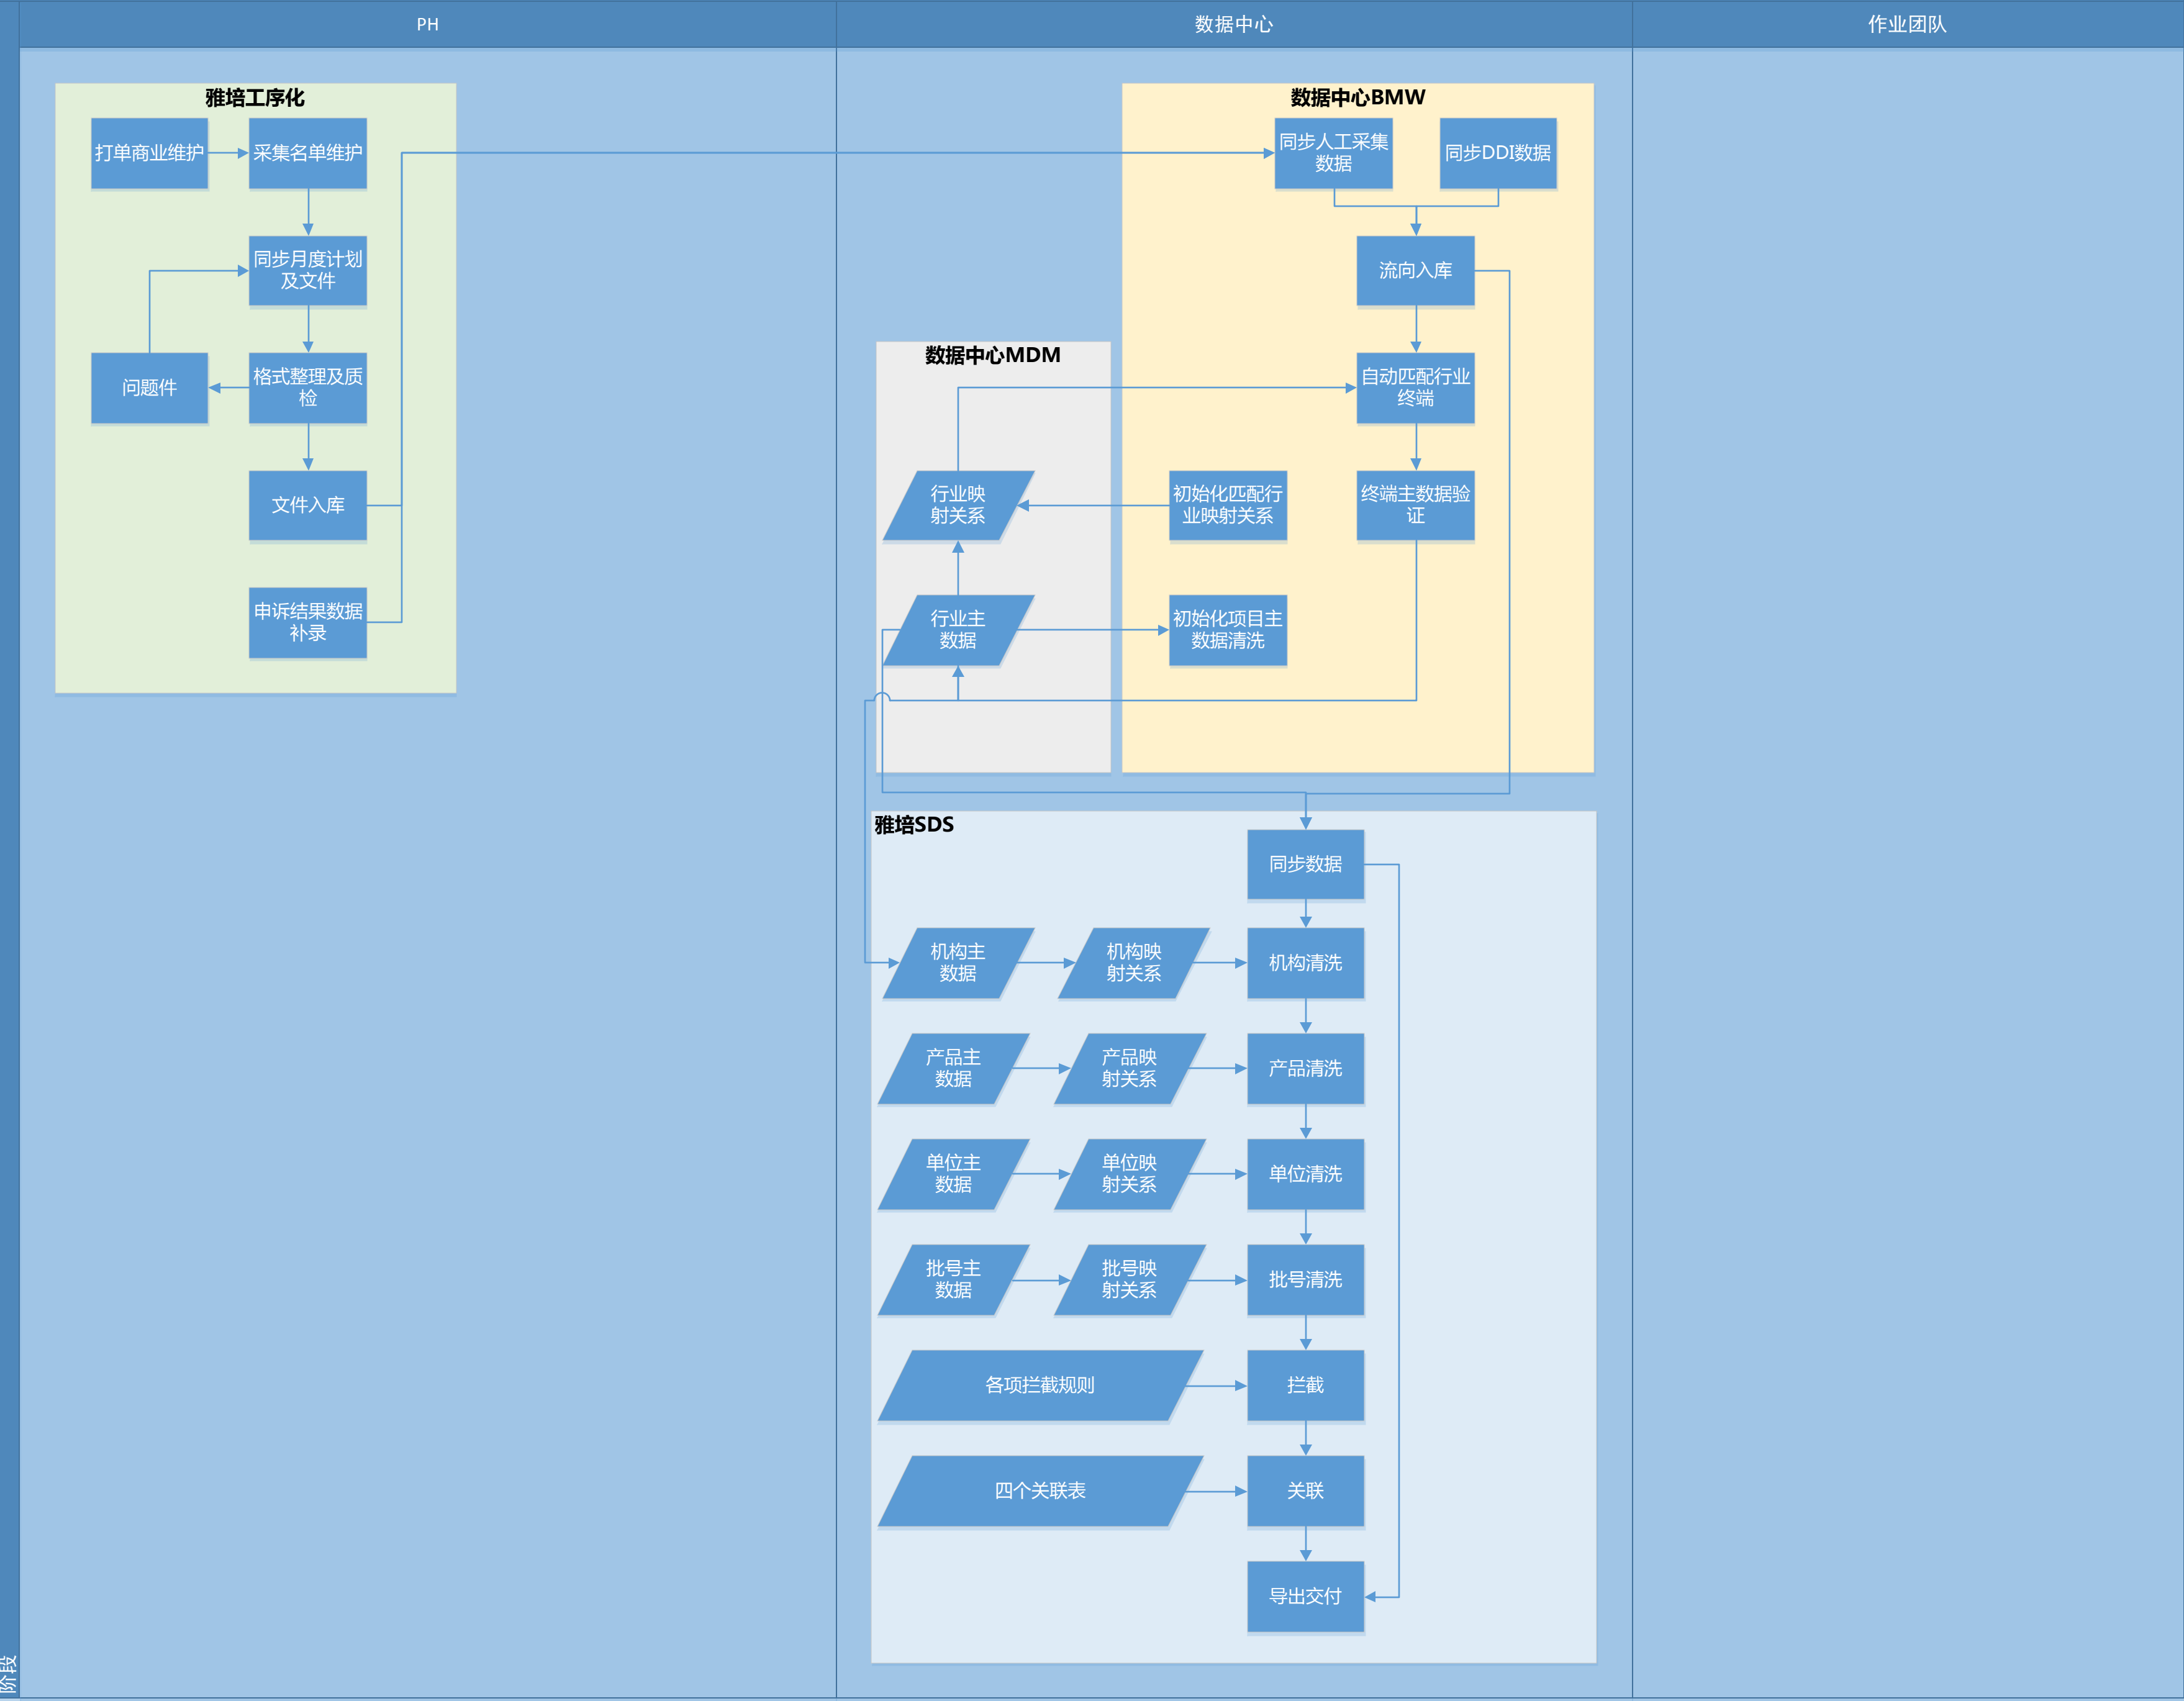 PH
数据中心
作业团队
雅培工序化
打单商业维护
采集名单维护
同步月度计划
及文件
问题件
格式整理及质
检
文件入库
申诉结果数据
补录
数据中心BMW
同步人工采集
数据
同步DDI数据
流向入库
自动匹配行业
终端
初始化匹配行
业映射关系
终端主数据验
证
初始化项目主
数据清洗
数据中心MDM
行业映
射关系
行业主
数据
雅培SDS
同步数据
机构主
数据
机构映
射关系
机构清洗
产品主
数据
产品映
射关系
产品清洗
单位主
数据
单位映
射关系
单位清洗
批号主
数据
批号映
射关系
批号清洗
各项拦截规则
拦截
四个关联表
关联
导出交付
阶段